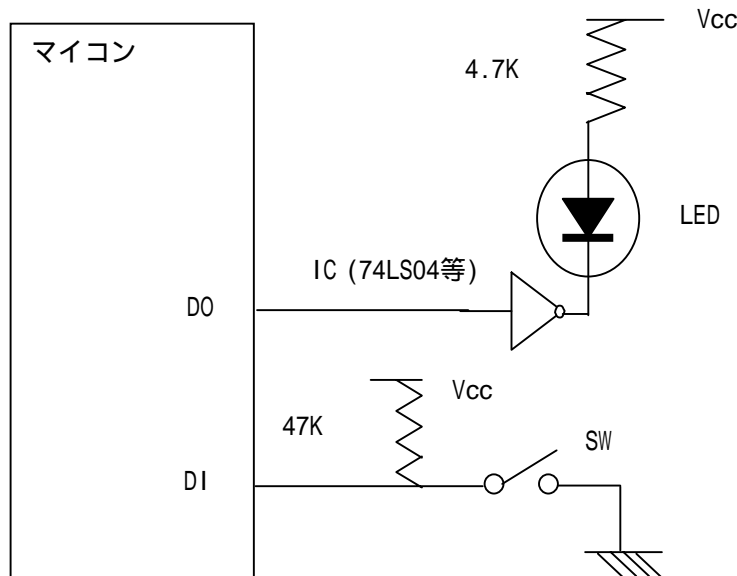 マイコン
Vcc
4.7K
LED
IC (74LS04等)
DO
Vcc
47K
SW
DI